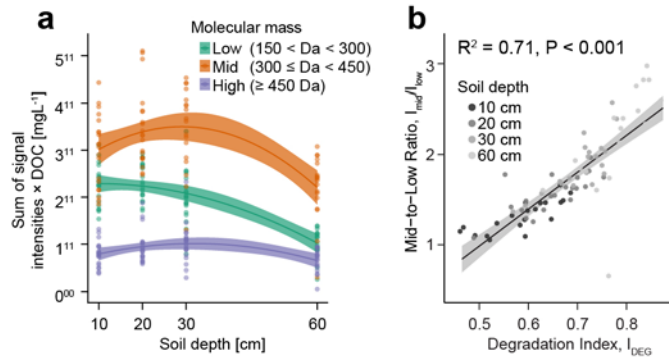 a
Molecular mass
Low (150 < Da < 300)
Mid (300 ≤ Da < 450)
High (≥ 450 Da)
Sum of signal
intensities × DOC [mgL⁻¹]
5¹¹
4¹¹
3¹¹
2¹¹
1¹¹
0⁰⁰
10 20 30 60
Soil depth [cm]
b
R² = 0.71, P < 0.001
Soil depth
10 cm
20 cm
30 cm
60 cm
Mid−to−Low Ratio, Imid/Ilow
3
2
1
0.5 0.6 0.7 0.8
Degradation Index, IDEG